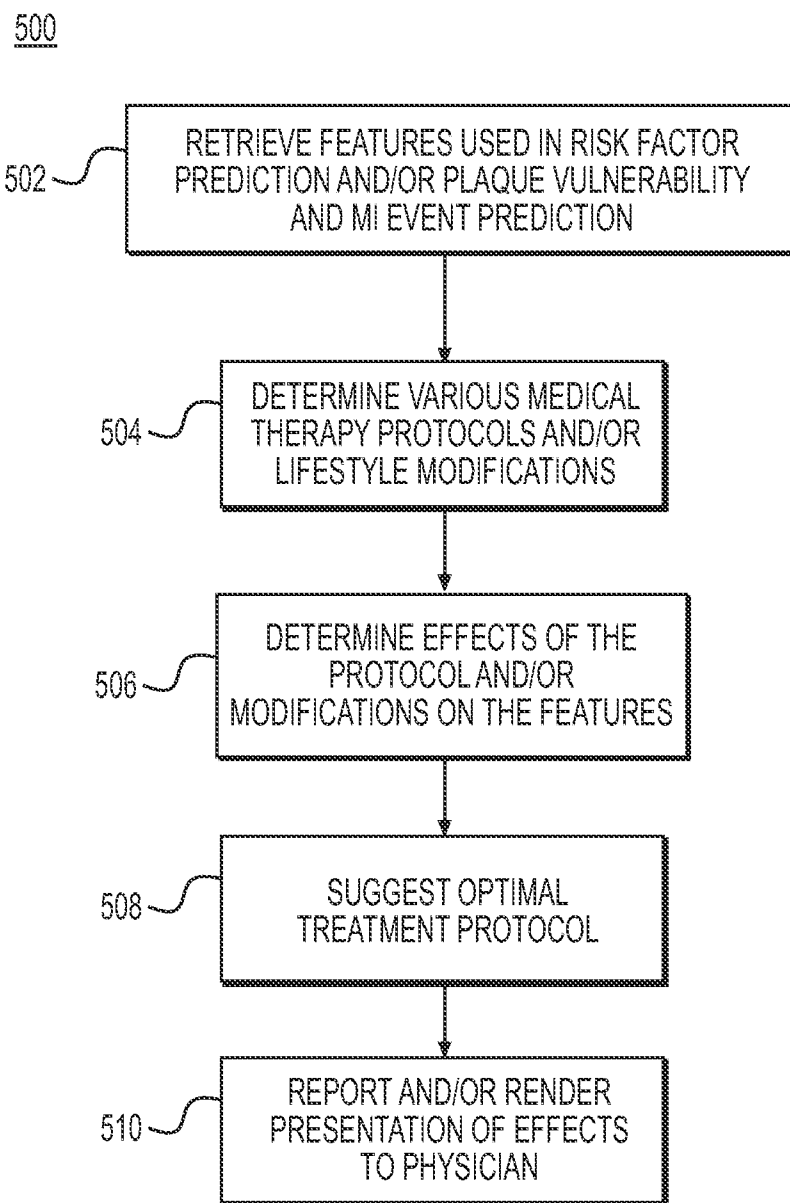 500
RETRIEVE FEATURES USED IN RISK FACTOR
PREDICTION AND/OR PLAQUE VULNERABILITY
AND MI EVENT PREDICTION
502
DETERMINE VARIOUS MEDICAL
THERAPY PROTOCOLS AND/OR
LIFESTYLE MODIFICATIONS
504
DETERMINE EFFECTS OF THE
PROTOCOL AND/OR
MODIFICATIONS ON THE FEATURES
506
SUGGEST OPTIMAL
TREATMENT PROTOCOL
508
REPORT AND/OR RENDER
PRESENTATION OF EFFECTS
TO PHYSICIAN
510